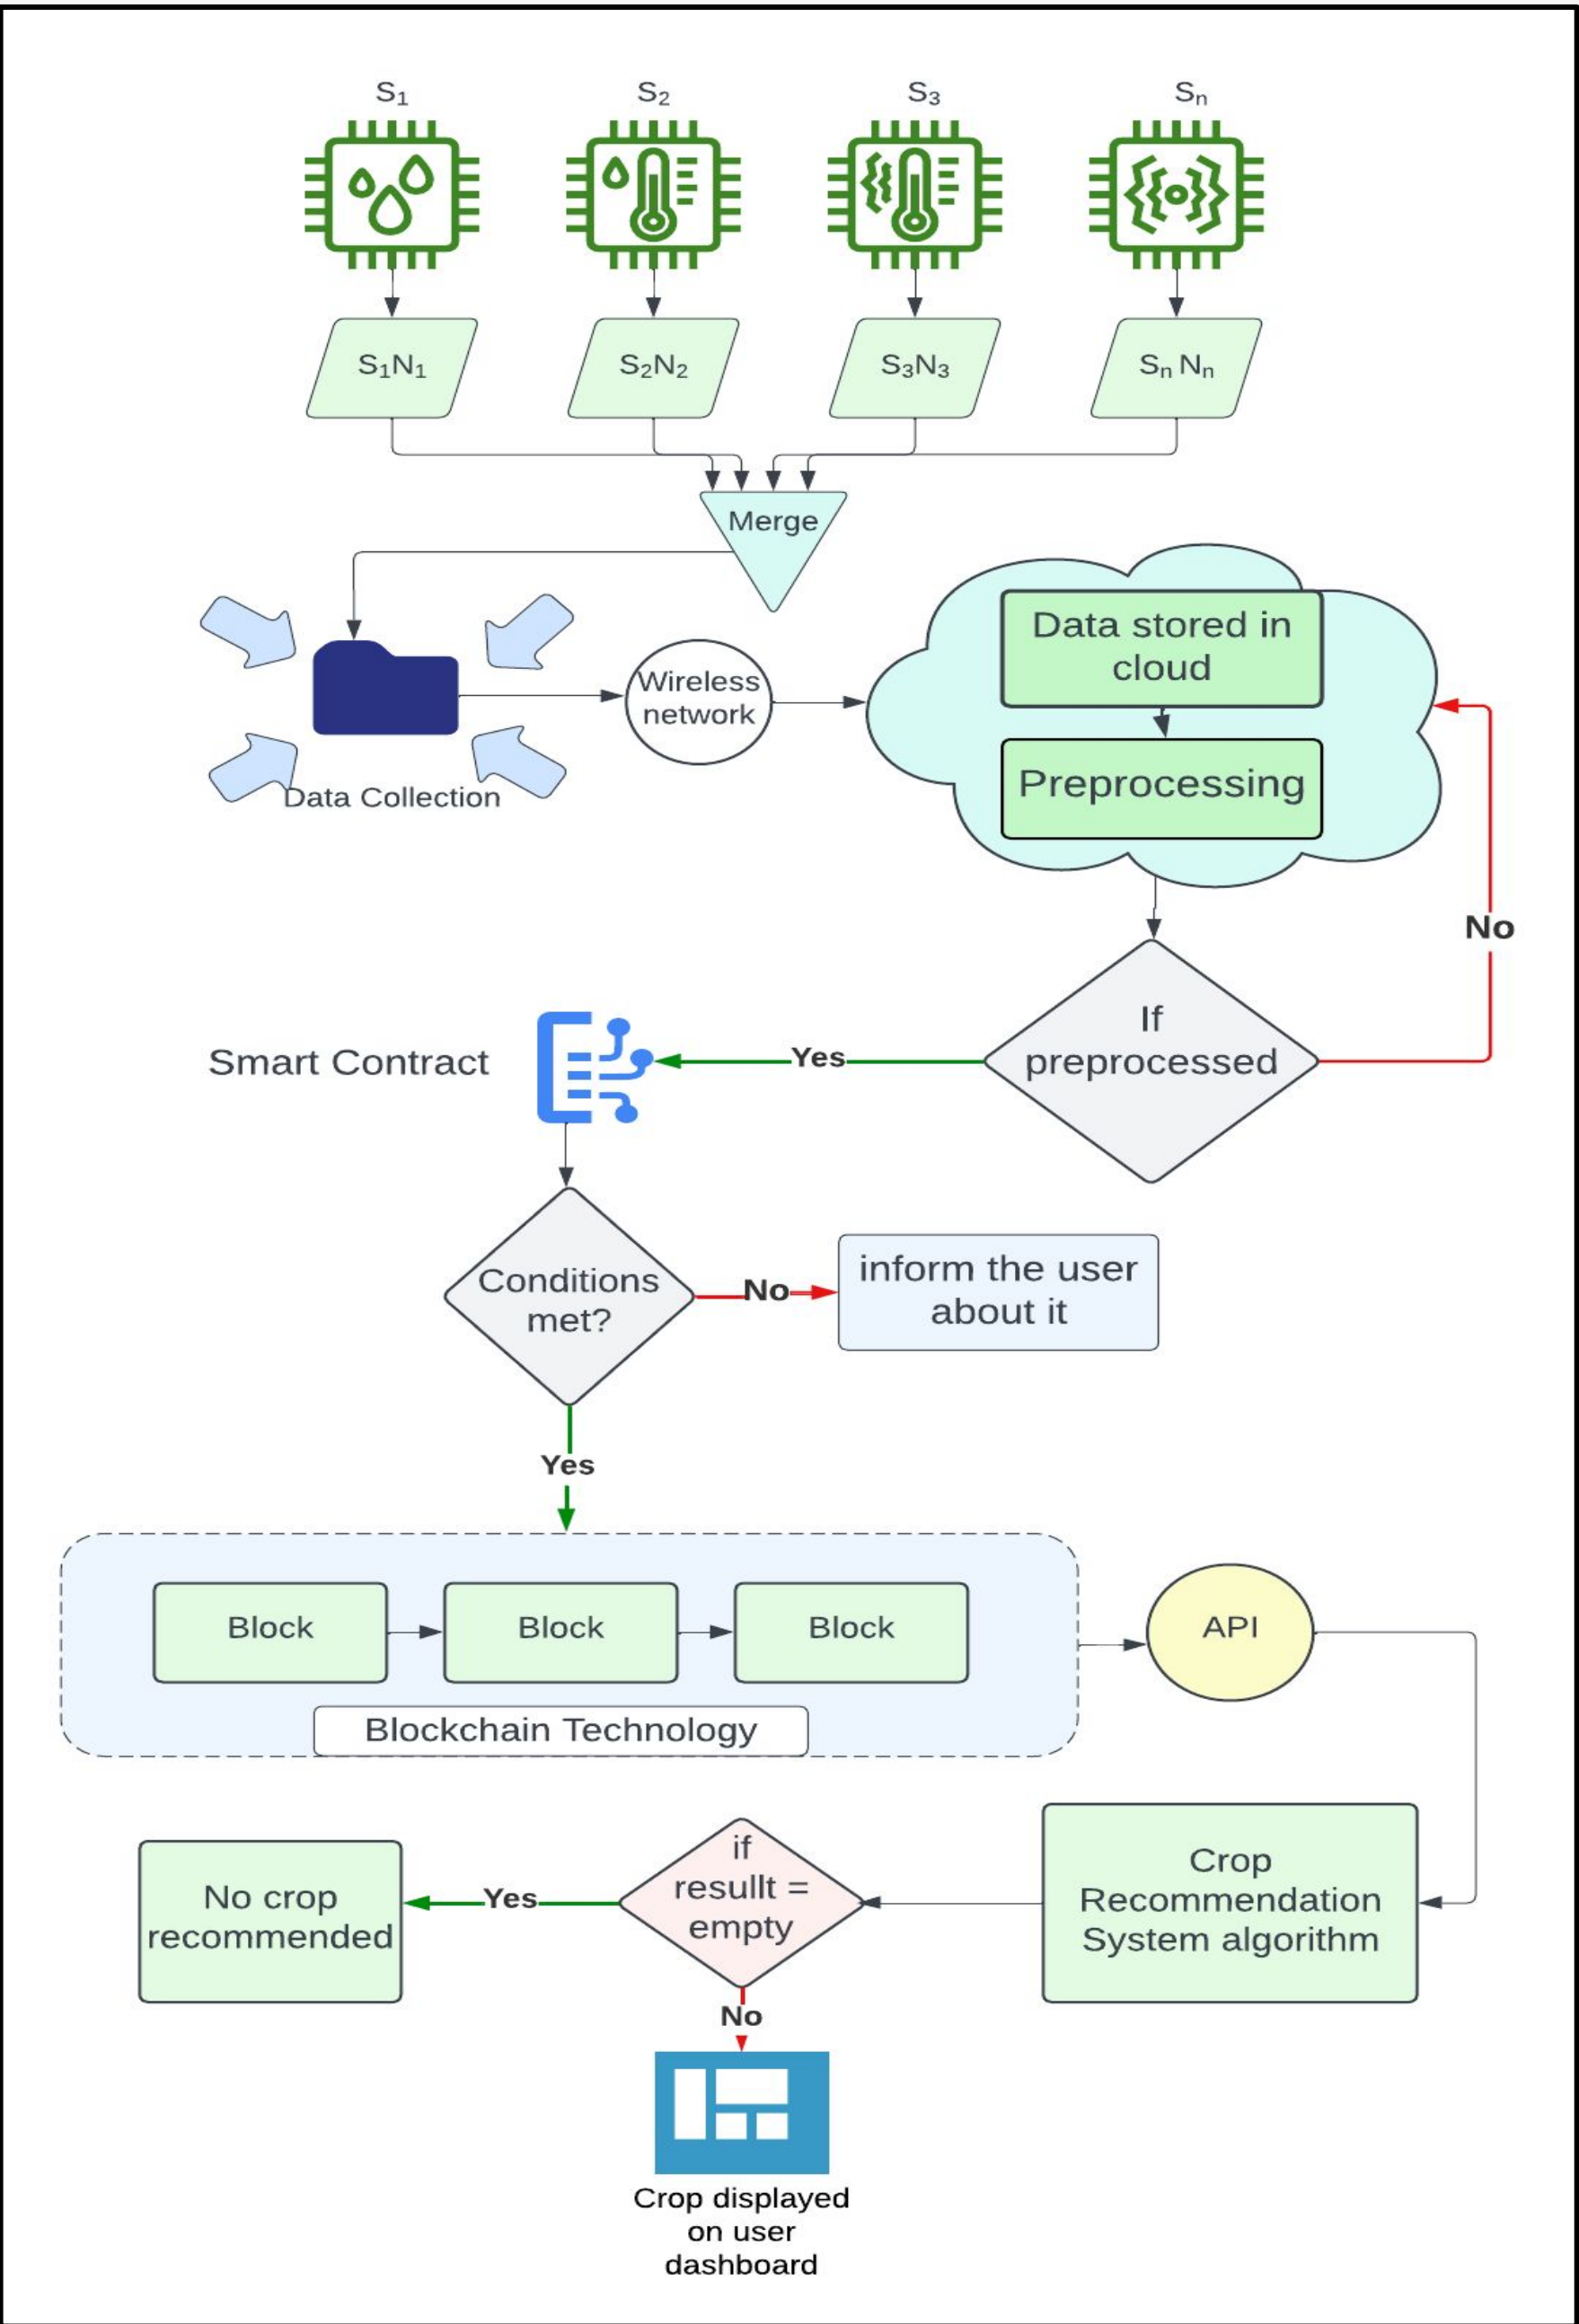 S₁
S₂
S₃
Sₙ
S₁N₁
S₂N₂
S₃N₃
Sₙ Nₙ
Merge
Data stored in
cloud
Wireless
network
Preprocessing
Data Collection
No
If
preprocessed
Yes
Smart Contract
Conditions
met?
No
inform the user
about it
Yes
Block
Block
Block
API
Blockchain Technology
Crop
Recommendation
System algorithm
if
resullt =
empty
Yes
No crop
recommended
No
Crop displayed
on user
dashboard